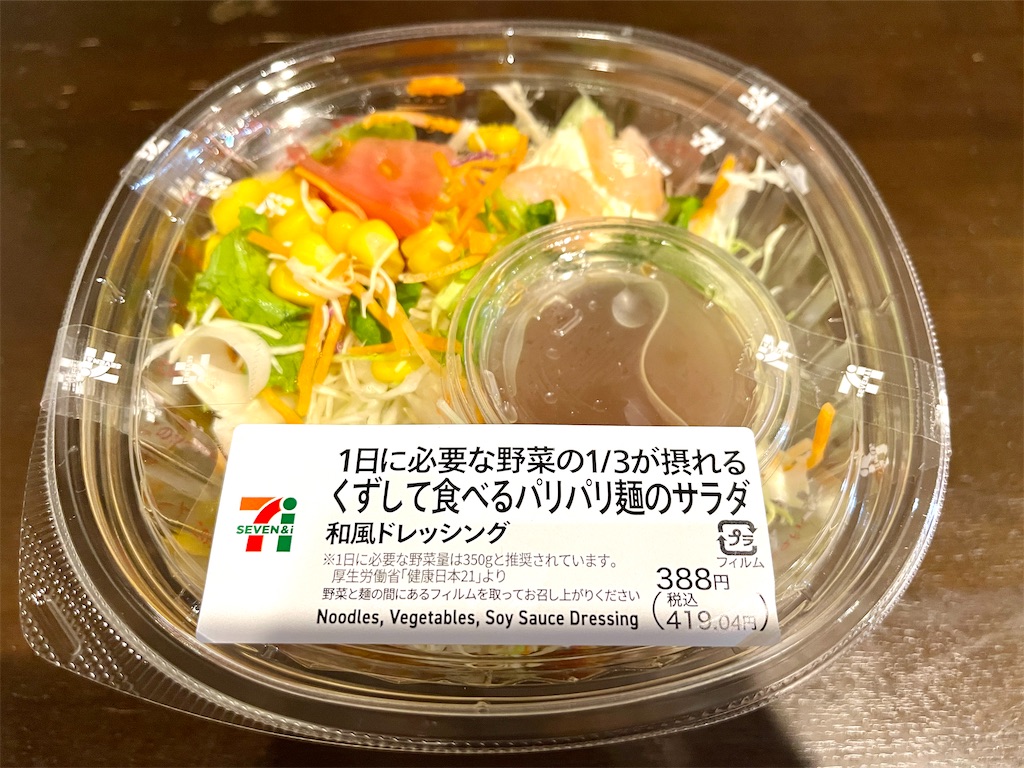 1日に必要な野菜の1/3が摂れる
くずして食べるパリパリ麺のサラダ
和風ドレッシング
SEVEN&i
プラ
フィルム
※1日に必要な野菜量は350gと推奨されています。
厚生労働省「健康日本21」より
野菜と麺の間にあるフィルムを取ってお召し上がりください
388円
税込
(419.04円)
Noodles, Vegetables, Soy Sauce Dressing